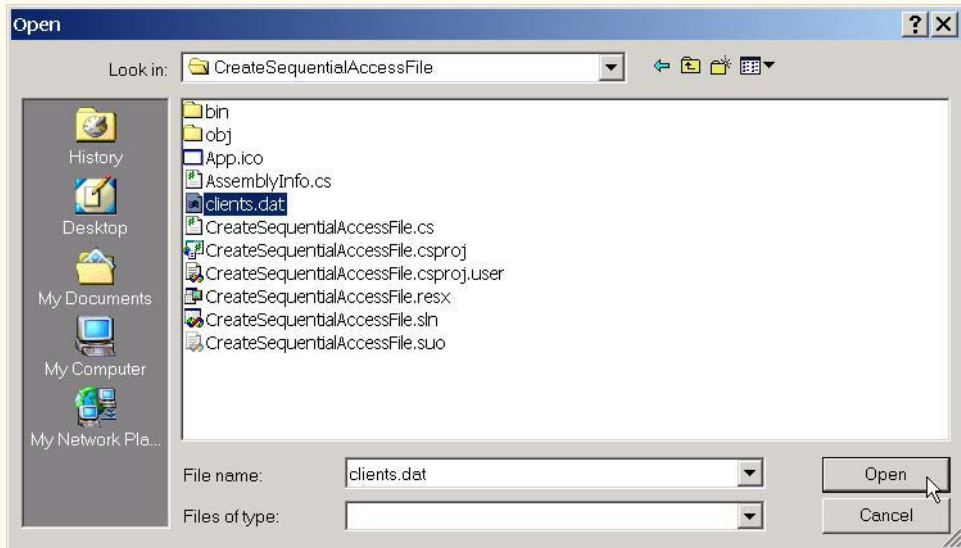 Open
Look in: CreateSequentialAccessFile
History
Desktop
My Documents
My Computer
My Network Pla...
bin
obj
App.ico
AssemblyInfo.cs
clients.dat
CreateSequentialAccessFile.cs
CreateSequentialAccessFile.csproj
CreateSequentialAccessFile.csproj.user
CreateSequentialAccessFile.resx
CreateSequentialAccessFile.sln
CreateSequentialAccessFile.suo
File name: clients.dat Open
Files of type: Cancel